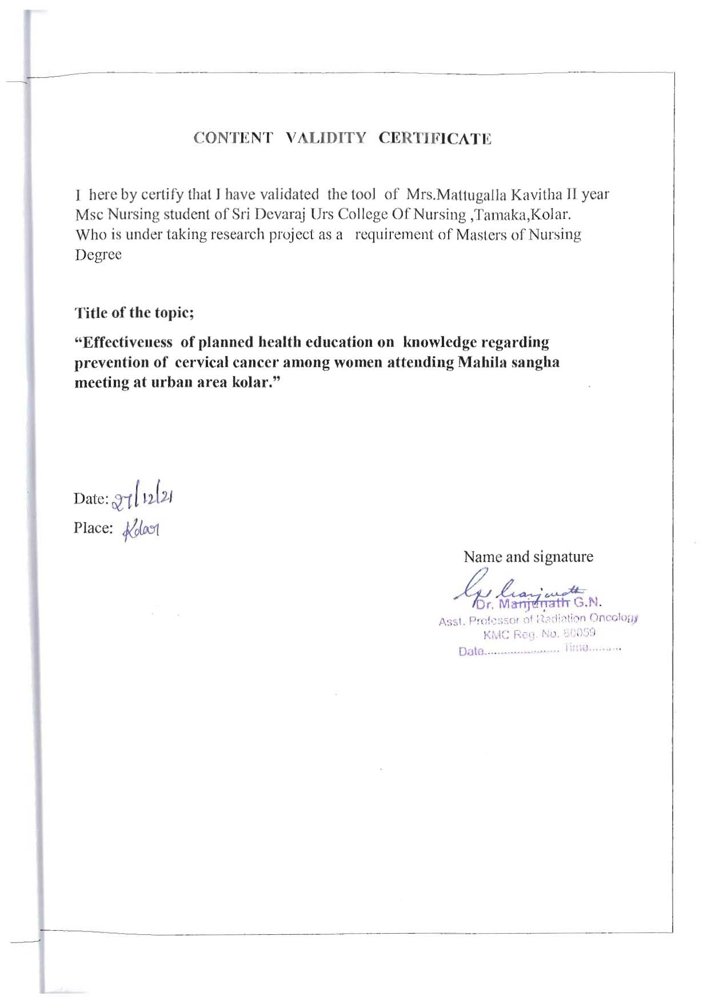 CONTENT VALIDITY CERTIFICATE
I here by certify that I have validated the tool of Mrs.Mattugalla Kavitha II year
Msc Nursing student of Sri Devaraj Urs College Of Nursing ,Tamaka,Kolar.
Who is under taking research project as a requirement of Masters of Nursing
Degree
Title of the topic;
“Effectiveness of planned health education on knowledge regarding
prevention of cervical cancer among women attending Mahila sangha
meeting at urban area kolar.”
Date: 27/12/21
Place: Kolar
Name and signature
Dr. Manjunath G.N.
Asst. Professor of Radiation Oncology
KMC Reg. No. 80059
Date........................ Time..........